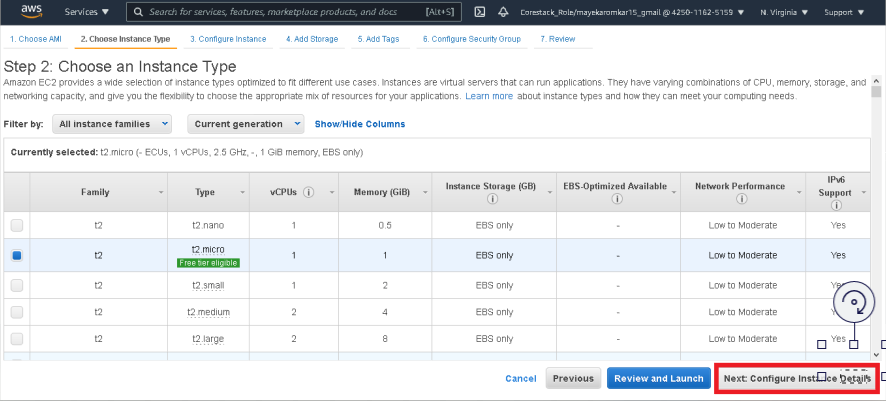 aws Services Search for services, features, marketplace products, and docs [Alt+S] Corestack_Role/mayekaromkar15_gmail @ 4250-1162-5159 N. Virginia Support
1. Choose AMI 2. Choose Instance Type 3. Configure Instance 4. Add Storage 5. Add Tags 6. Configure Security Group 7. Review
Step 2: Choose an Instance Type
Amazon EC2 provides a wide selection of instance types optimized to fit different use cases. Instances are virtual servers that can run applications. They have varying combinations of CPU, memory, storage, and
networking capacity, and give you the flexibility to choose the appropriate mix of resources for your applications. Learn more about instance types and how they can meet your computing needs.
Filter by: All instance families Current generation Show/Hide Columns
Currently selected: t2.micro (- ECUs, 1 vCPUs, 2.5 GHz, -, 1 GiB memory, EBS only)
Family Type vCPUs Memory (GiB) Instance Storage (GB) EBS-Optimized Available Network Performance IPv6 Support
t2 t2.nano 1 0.5 EBS only - Low to Moderate Yes
t2 t2.micro 1 1 EBS only - Low to Moderate Yes
Free tier eligible
t2 t2.small 1 2 EBS only - Low to Moderate Yes
t2 t2.medium 2 4 EBS only - Low to Moderate
t2 t2.large 2 8 EBS only - Low to Moderate Yes
Cancel Previous Review and Launch Next: Configure Instance Details